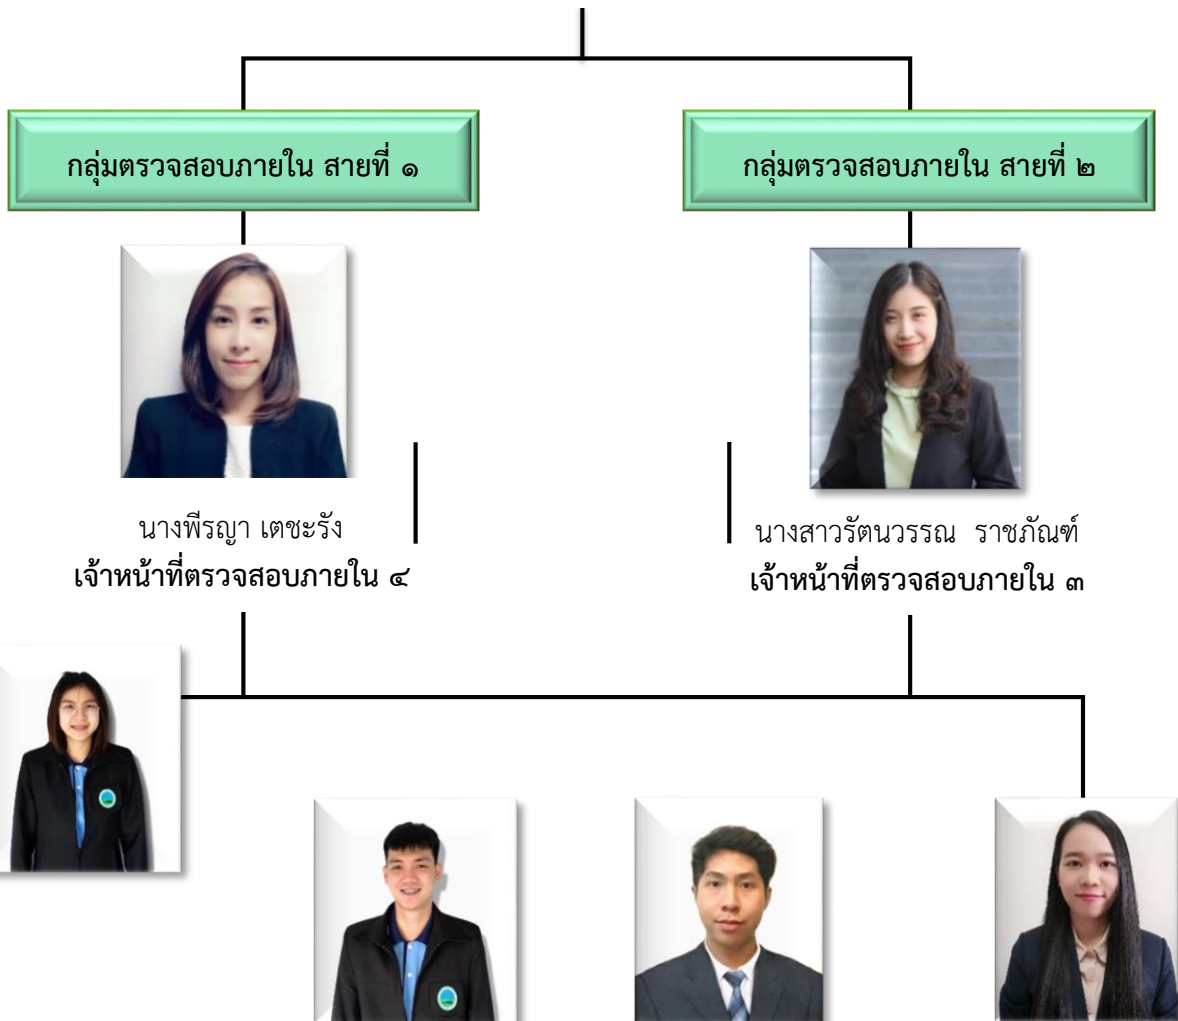 กลุ่มตรวจสอบภายใน สายที่ ๑
กลุ่มตรวจสอบภายใน สายที่ ๒
นางพีรญา เตชะรัง
เจ้าหน้าที่ตรวจสอบภายใน ๔
นางสาวรัตนวรรณ ราชภัณฑ์
เจ้าหน้าที่ตรวจสอบภายใน ๓